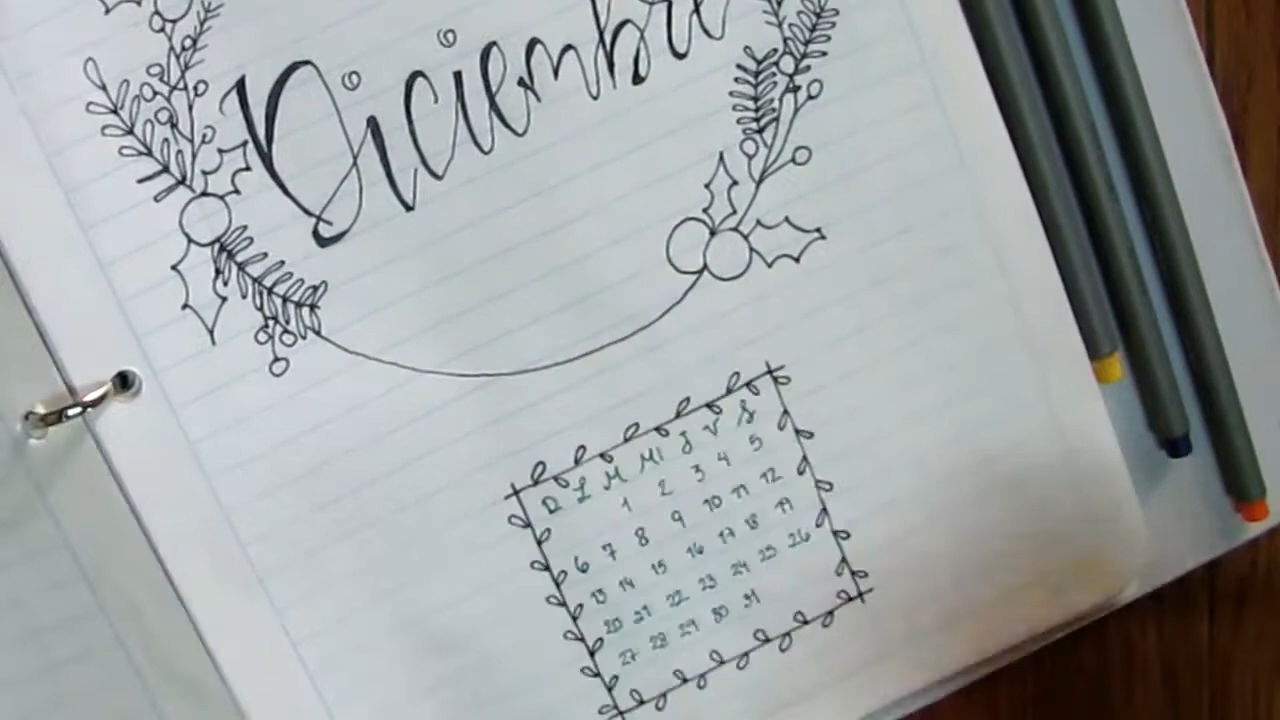 Diciembre
D L M Mi J V S
1 2 3 4 5
6 7 8 9 10 11 12
13 14 15 16 17 18 19
20 21 22 23 24 25 26
27 28 29 30 31